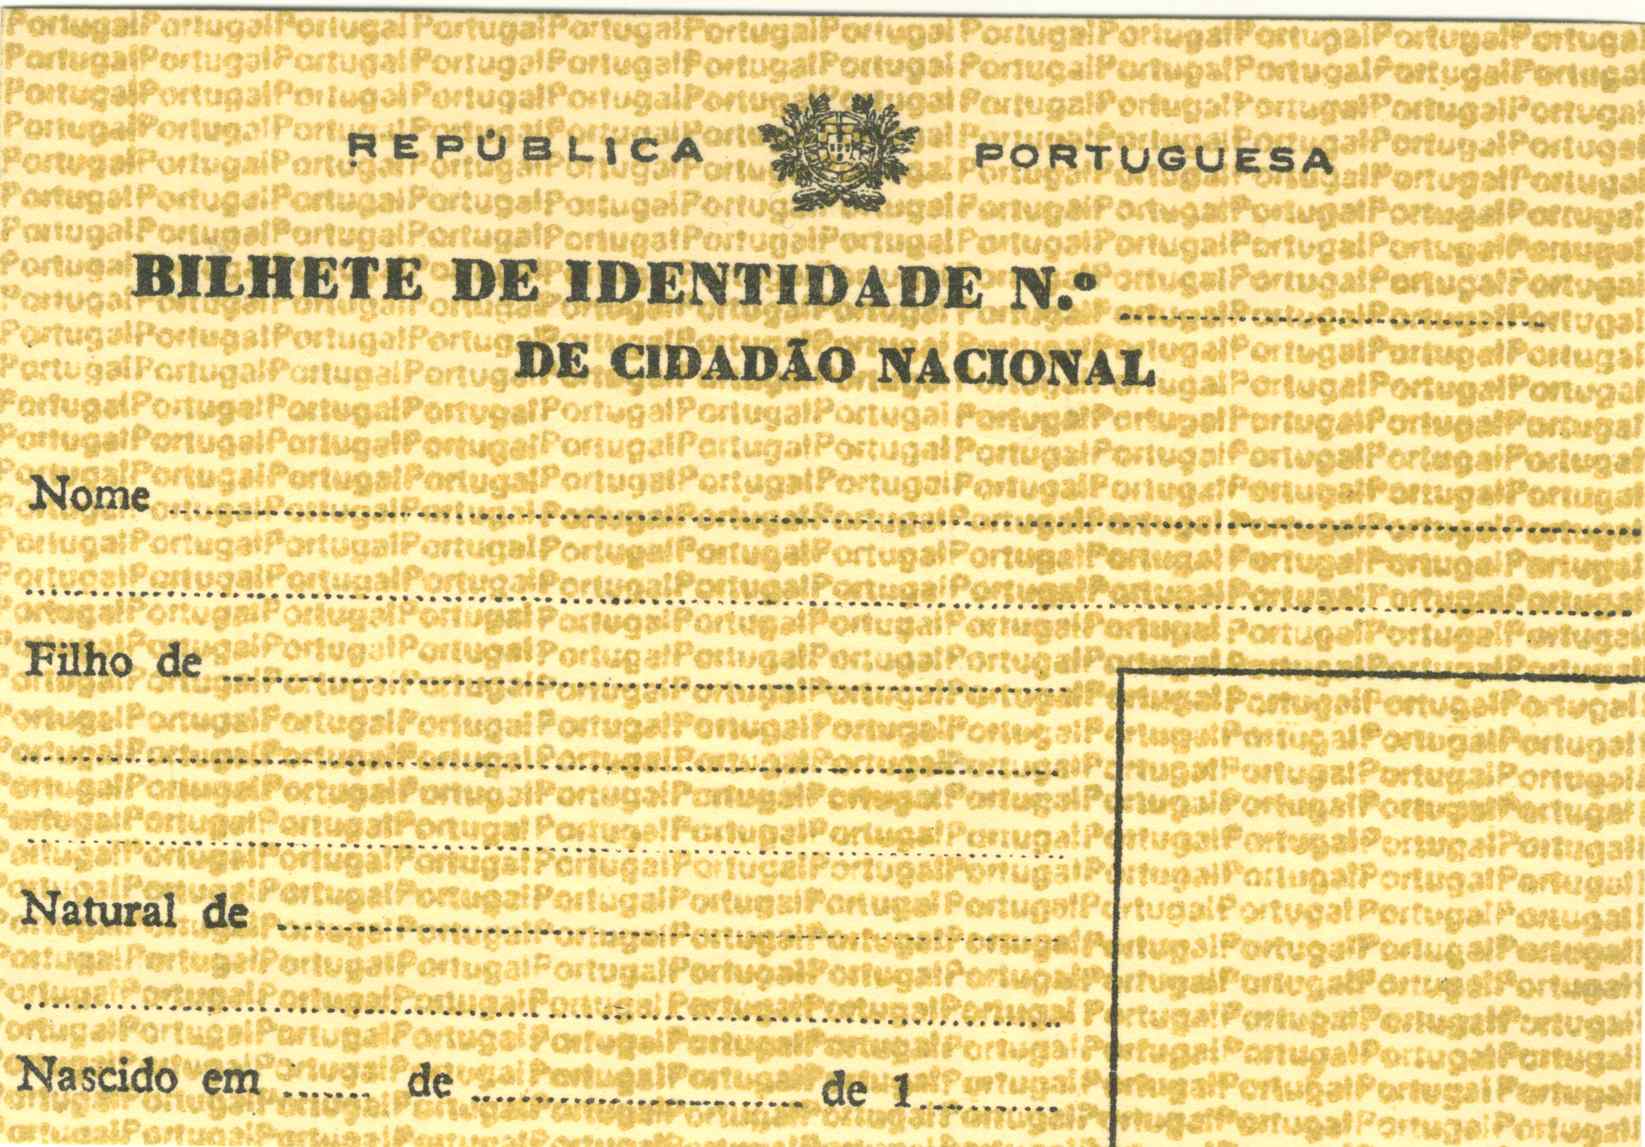 REPÚBLICA PORTUGUESA
BILHETE DE IDENTIDADE N.º
DE CIDADÃO NACIONAL
Nome
Filho de
Natural de
Nascido em de de 1